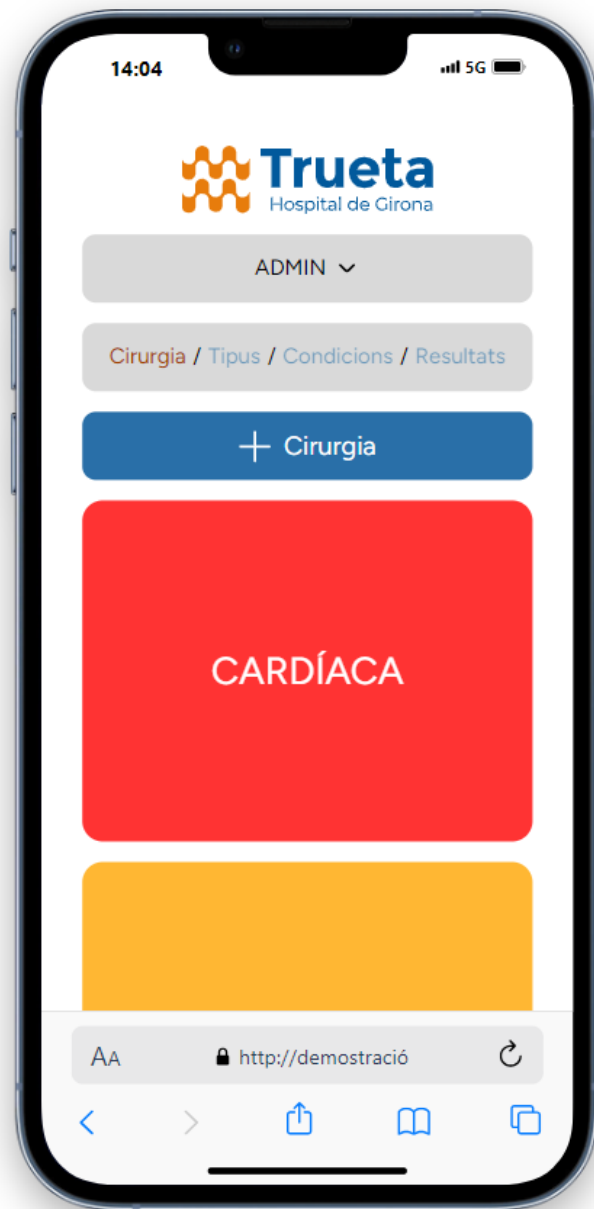 14:04 5G
Trueta
Hospital de Girona
ADMIN
Cirurgia / Tipus / Condicions / Resultats
+ Cirurgia
CARDÍACA
AA http://demostració